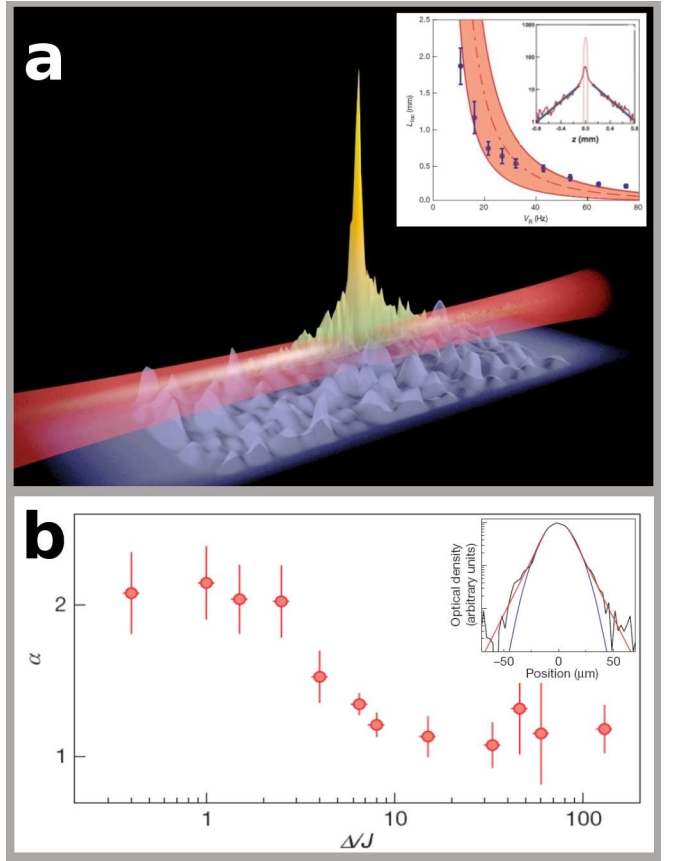 a
2.5
2.0
1.5
1.0
0.5
0.0
L_loc (mm)
0 20 40 60 80
V_R (Hz)
1000
100
10
1
-0.8 -0.4 0.0 0.4 0.8
z (mm)
b
2
1
α
1 10 100
Δ/J
Optical density
(arbitrary units)
−50 0 50
Position (μm)